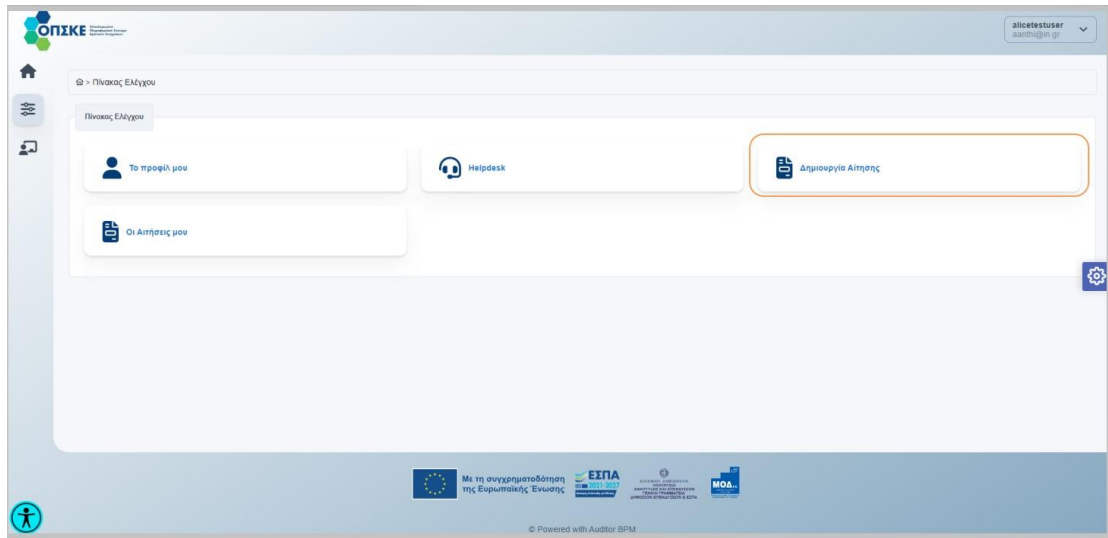 ΟΠΣΚΕ
alicetestuser
aanthi@in.gr
> Πίνακας Ελέγχου
Πίνακας Ελέγχου
Το προφίλ μου
Helpdesk
Δημιουργία Αίτησης
Οι Αιτήσεις μου
Με τη συγχρηματοδότηση
της Ευρωπαϊκής Ένωσης
ΕΣΠΑ
2021-2027
ΜΟΔ
© Powered with Auditor BPM